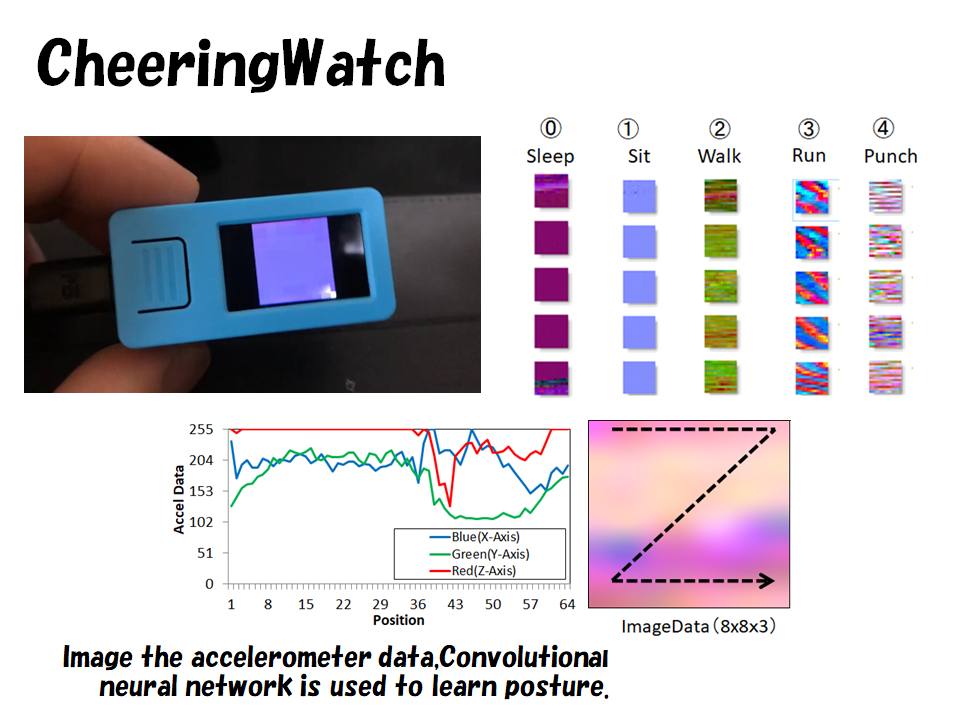 CheeringWatch
⓪ ① ② ③ ④
Sleep Sit Walk Run Punch
255
204
153
102
51
0
Accel Data
Blue(X-Axis)
Green(Y-Axis)
Red(Z-Axis)
1 8 15 22 29 36 43 50 57 64
Position
ImageData(8x8x3)
Image the accelerometer data,Convolutional
neural network is used to learn posture.